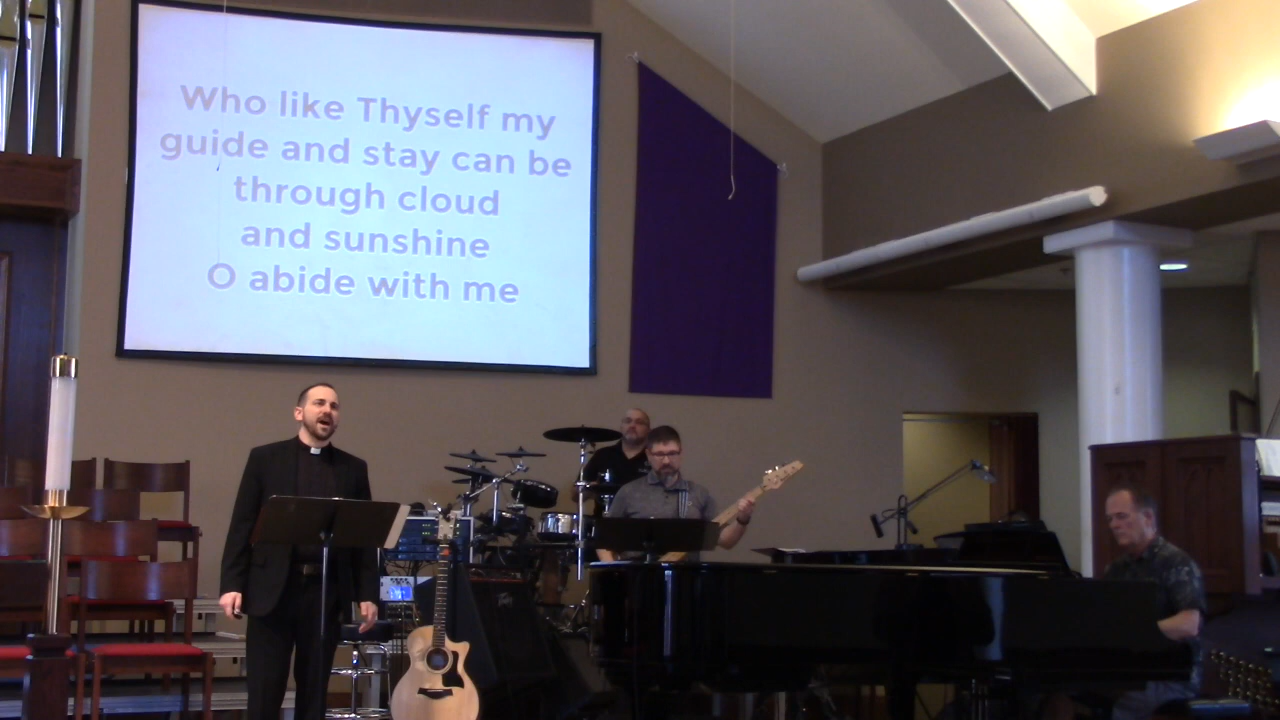 Who like Thyself my
guide and stay can be
through cloud
and sunshine
O abide with me